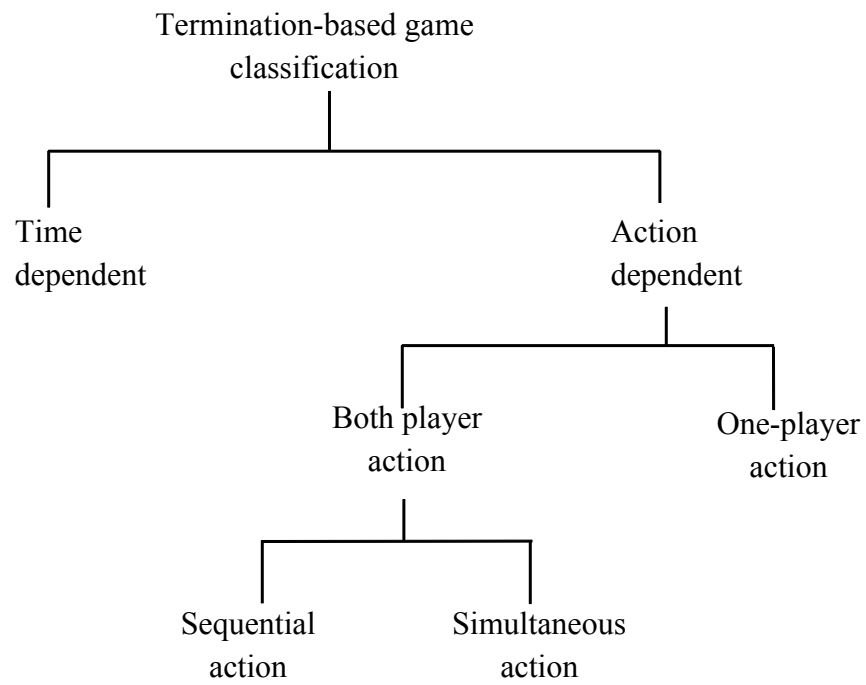 Termination-based game
classification
Time
dependent
Action
dependent
Both player
action
One-player
action
Sequential
action
Simultaneous
action